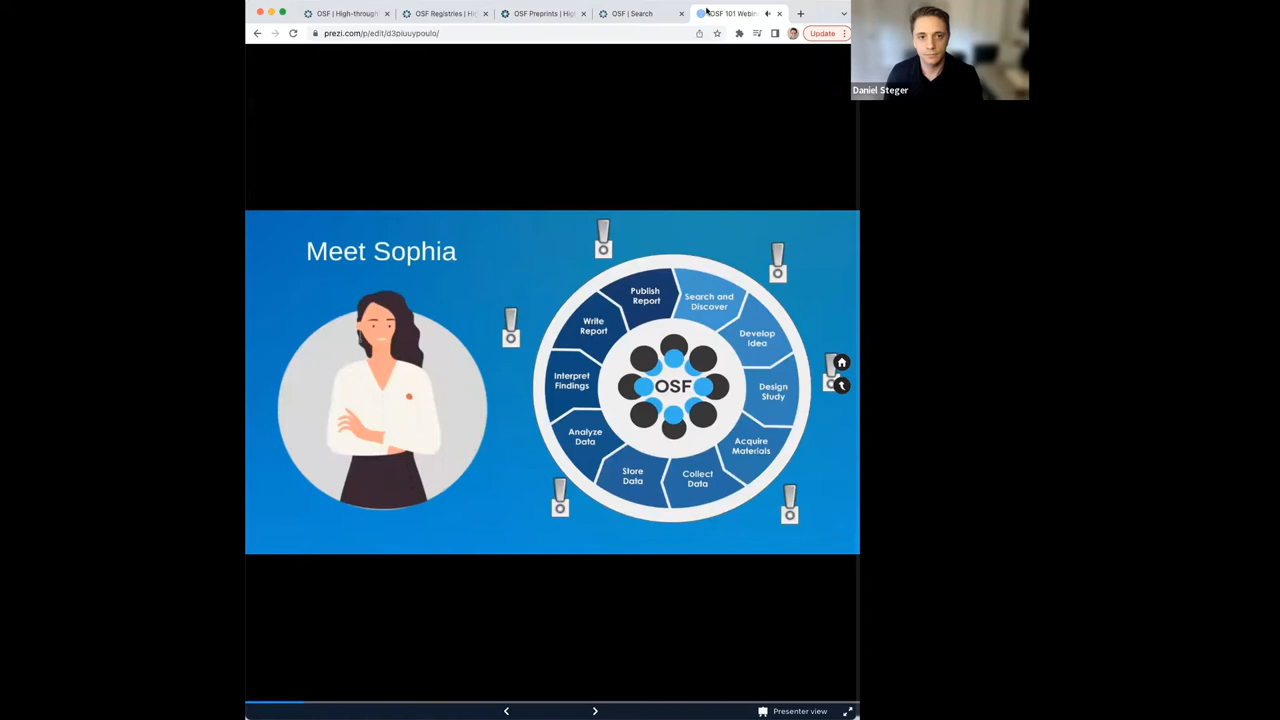 OSF | High-through
OSF Registries | Hi
OSF Preprints | Hig
OSF | Search
OSF 101 Webin
prezi.com/p/edit/d3piuuypoulo/
Update
Daniel Steger
Meet Sophia
Publish
Report
Search and
Discover
Write
Report
Develop
Idea
Interpret
Findings
OSF
Design
Study
Analyze
Data
Acquire
Materials
Store
Data
Collect
Data
Presenter view